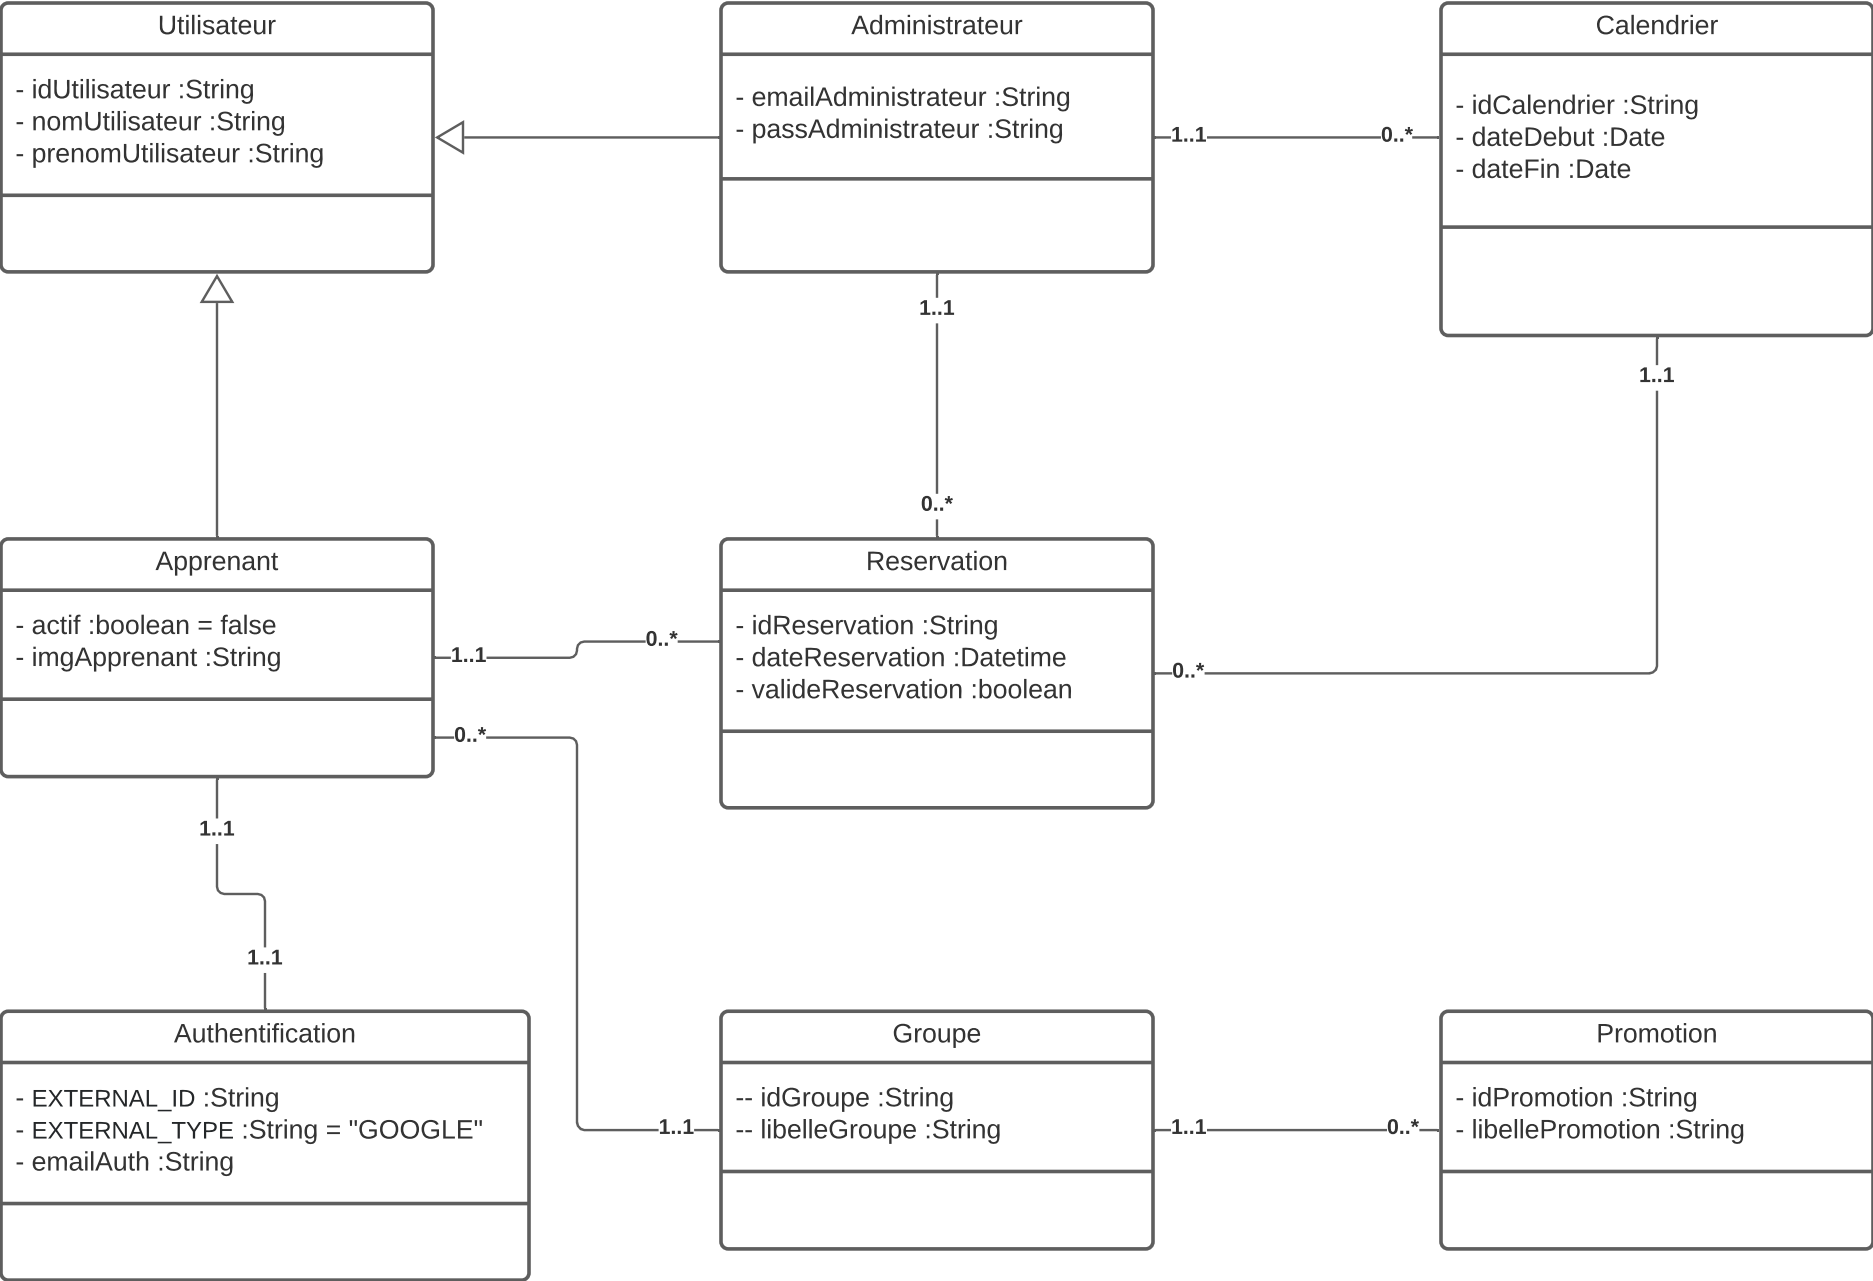 Utilisateur
- idUtilisateur :String
- nomUtilisateur :String
- prenomUtilisateur :String
Administrateur
- emailAdministrateur :String
- passAdministrateur :String
1..1
0..*
Calendrier
- idCalendrier :String
- dateDebut :Date
- dateFin :Date
1..1
0..*
1..1
0..*
Apprenant
- actif :boolean = false
- imgApprenant :String
1..1
0..*
Reservation
- idReservation :String
- dateReservation :Datetime
- valideReservation :boolean
0..*
1..1
1..1
1..1
Authentification
- EXTERNAL_ID :String
- EXTERNAL_TYPE :String = "GOOGLE"
- emailAuth :String
Groupe
-- idGroupe :String
-- libelleGroupe :String
1..1
0..*
Promotion
- idPromotion :String
- libellePromotion :String